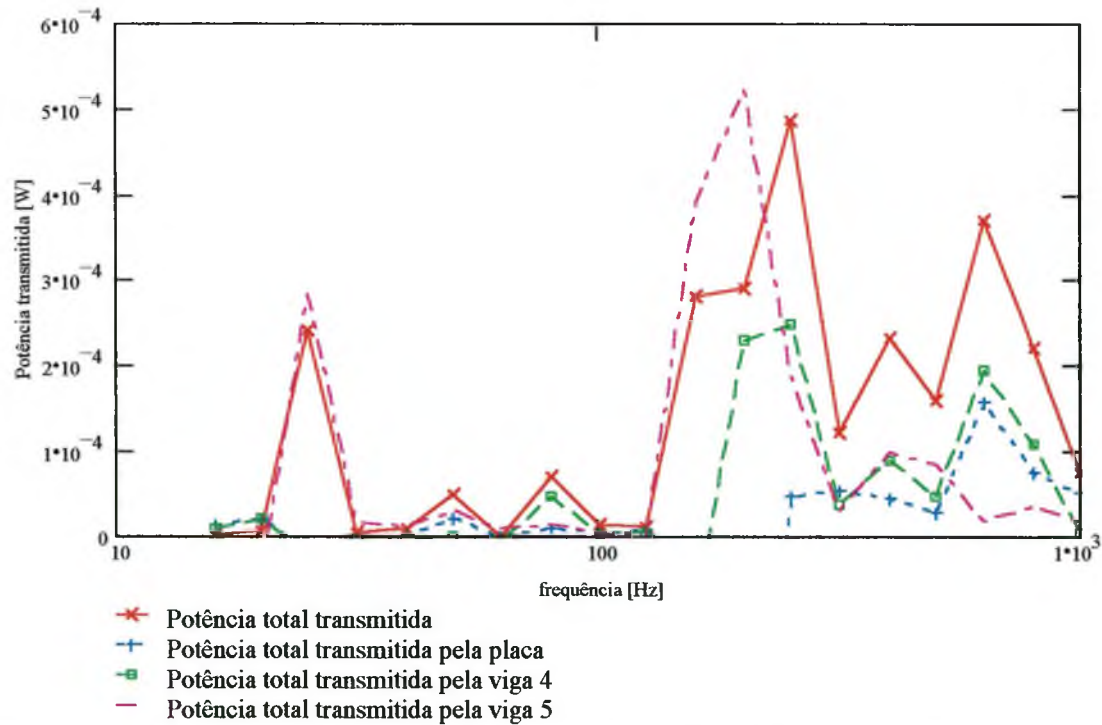 6•10⁻⁴
5•10⁻⁴
4•10⁻⁴
3•10⁻⁴
2•10⁻⁴
1•10⁻⁴
0
Potência transmitida [W]
10
100
1•10³
frequência [Hz]
Potência total transmitida
Potência total transmitida pela placa
Potência total transmitida pela viga 4
Potência total transmitida pela viga 5